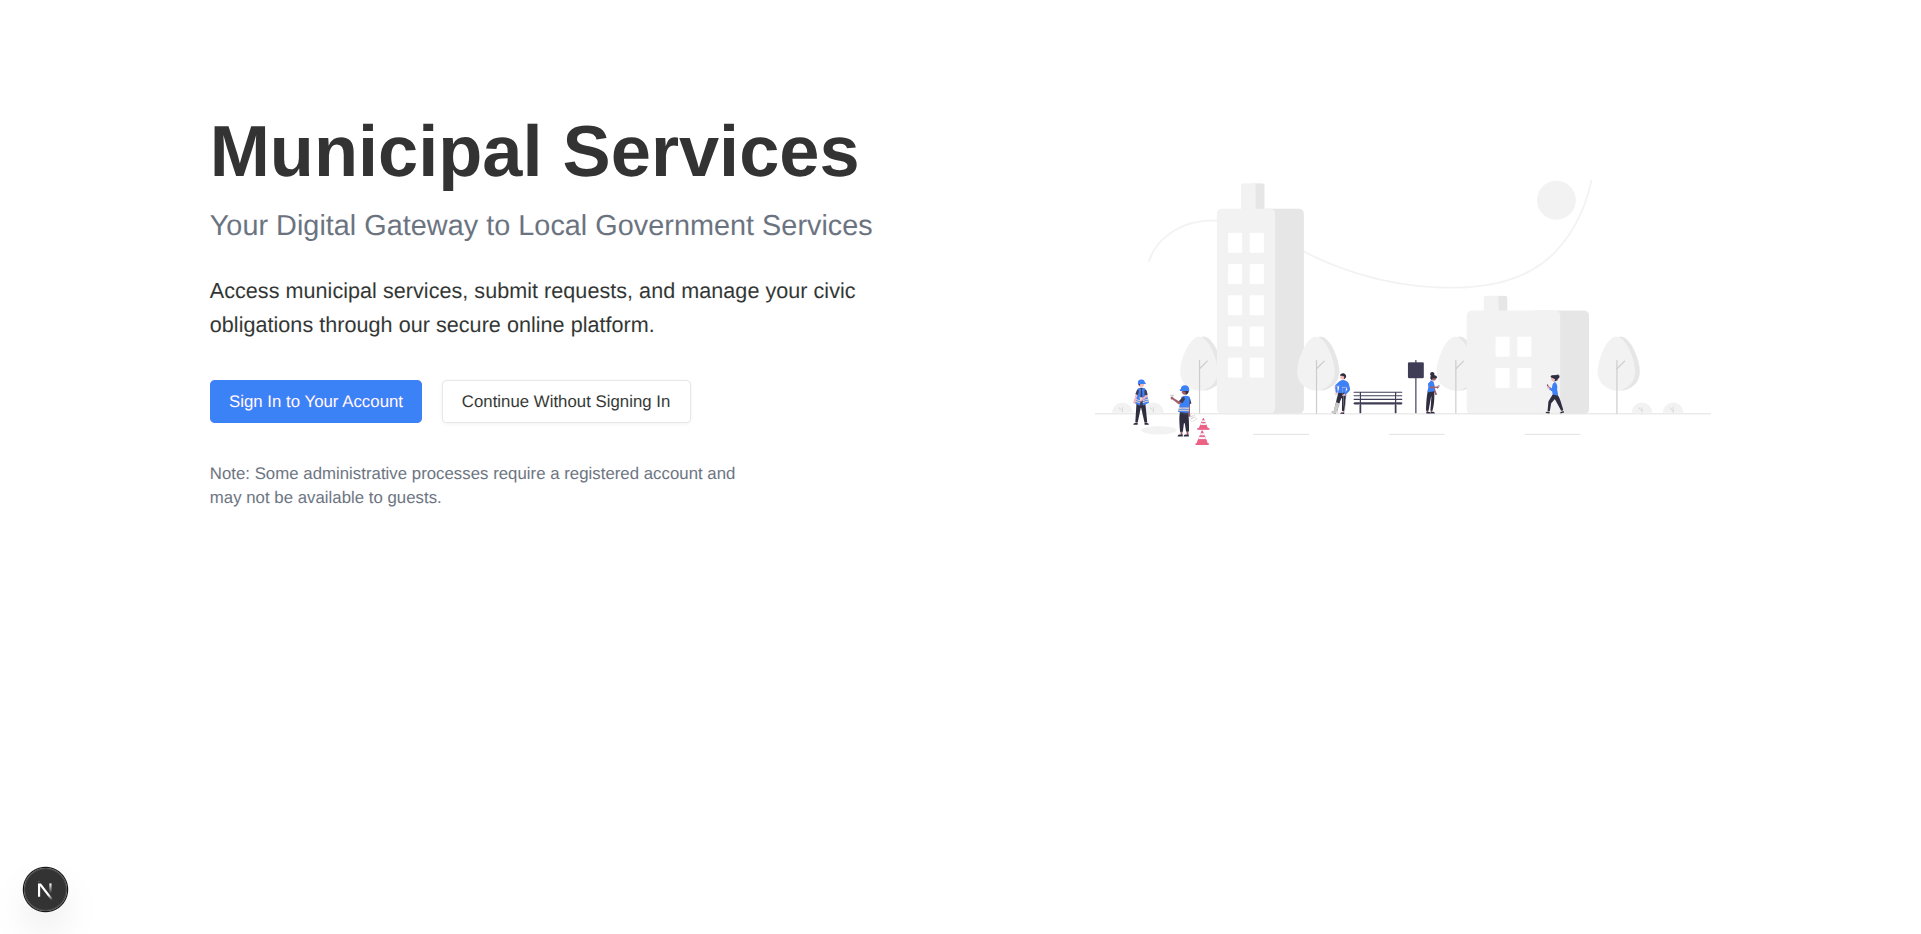 Municipal Services
Your Digital Gateway to Local Government Services
Access municipal services, submit requests, and manage your civic
obligations through our secure online platform.
Sign In to Your Account
Continue Without Signing In
Note: Some administrative processes require a registered account and
may not be available to guests.
N